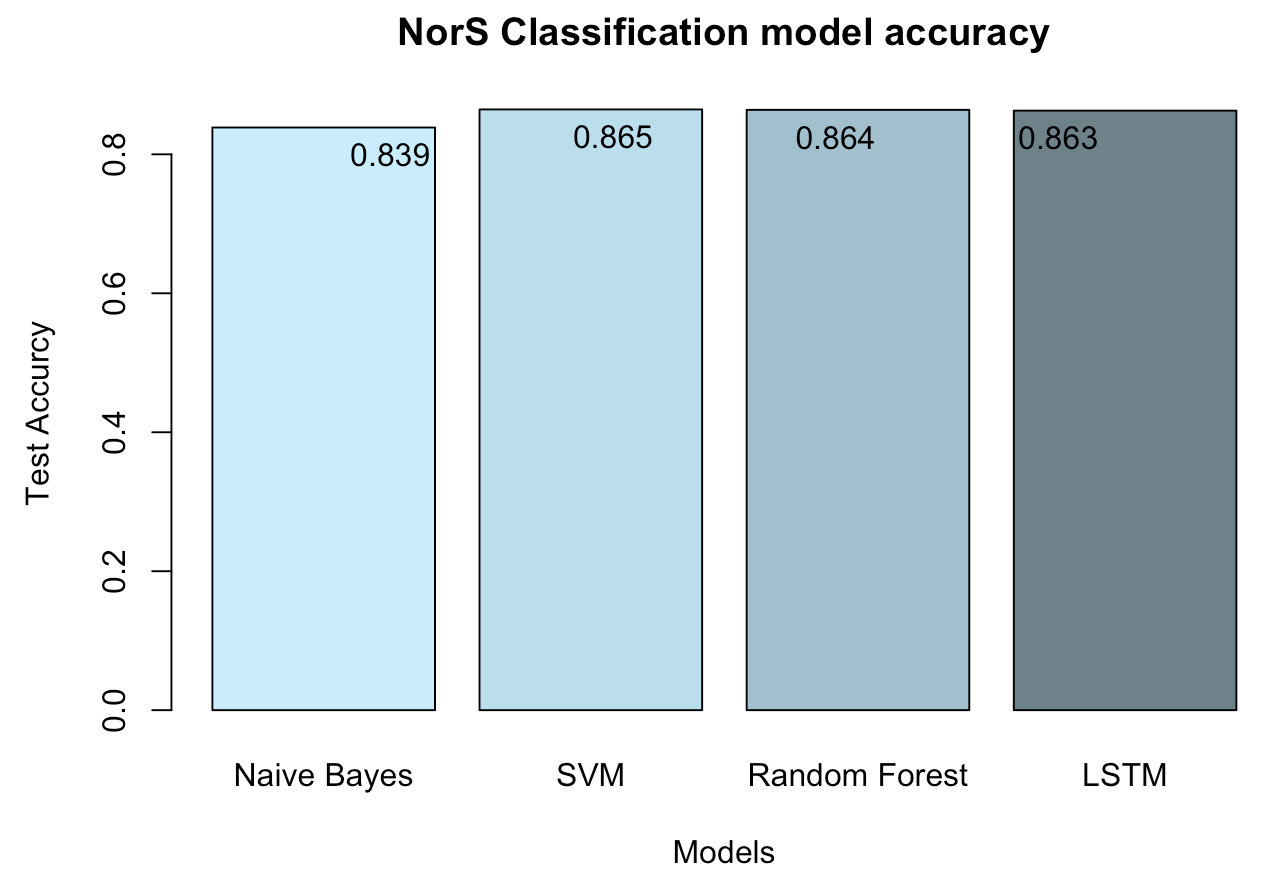 NorS Classification model accuracy
0.839
0.865
0.864
0.863
0.8
0.6
0.4
0.2
0.0
Test Accurcy
Naive Bayes
SVM
Random Forest
LSTM
Models